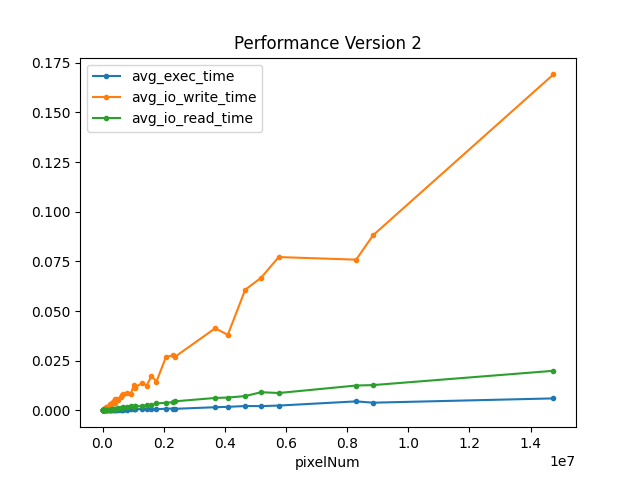 Performance Version 2
avg_exec_time
avg_io_write_time
avg_io_read_time
0.175
0.150
0.125
0.100
0.075
0.050
0.025
0.000
0.0 0.2 0.4 0.6 0.8 1.0 1.2 1.4
1e7
pixelNum